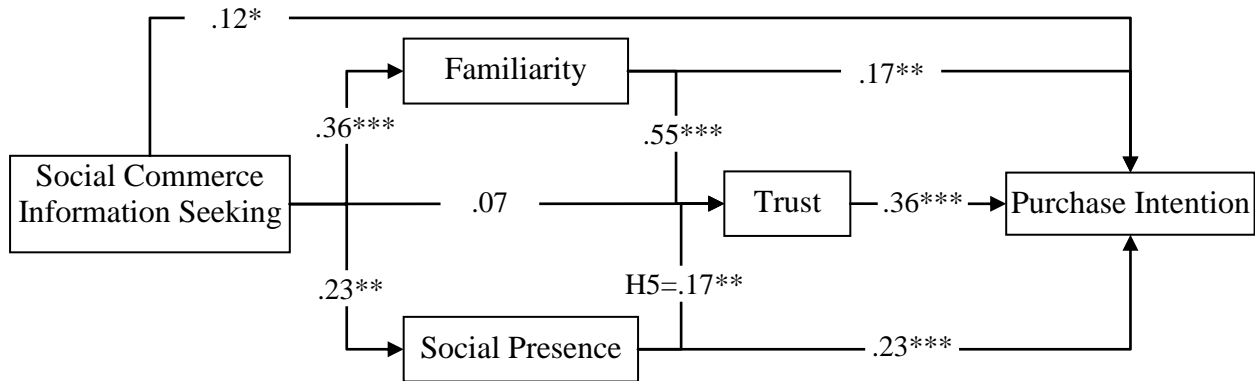 .12*
Familiarity
.17**
.36***
.55***
Social Commerce
Information Seeking
.07
Trust
.36***
Purchase Intention
.23**
H5=.17**
Social Presence
.23***